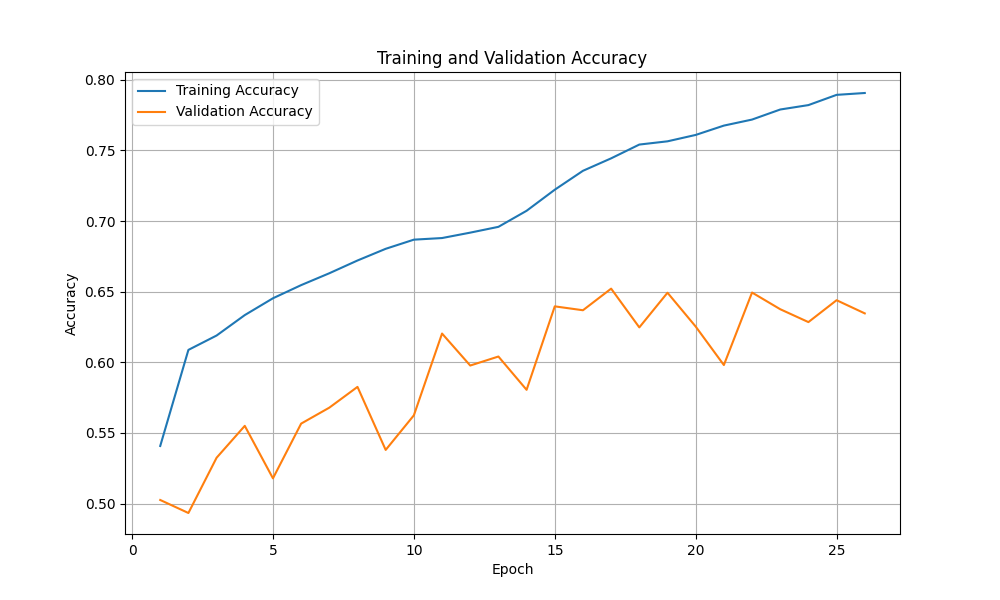 Training and Validation Accuracy
Training Accuracy
Validation Accuracy
0.80
0.75
0.70
0.65
0.60
0.55
0.50
Accuracy
0 5 10 15 20 25
Epoch